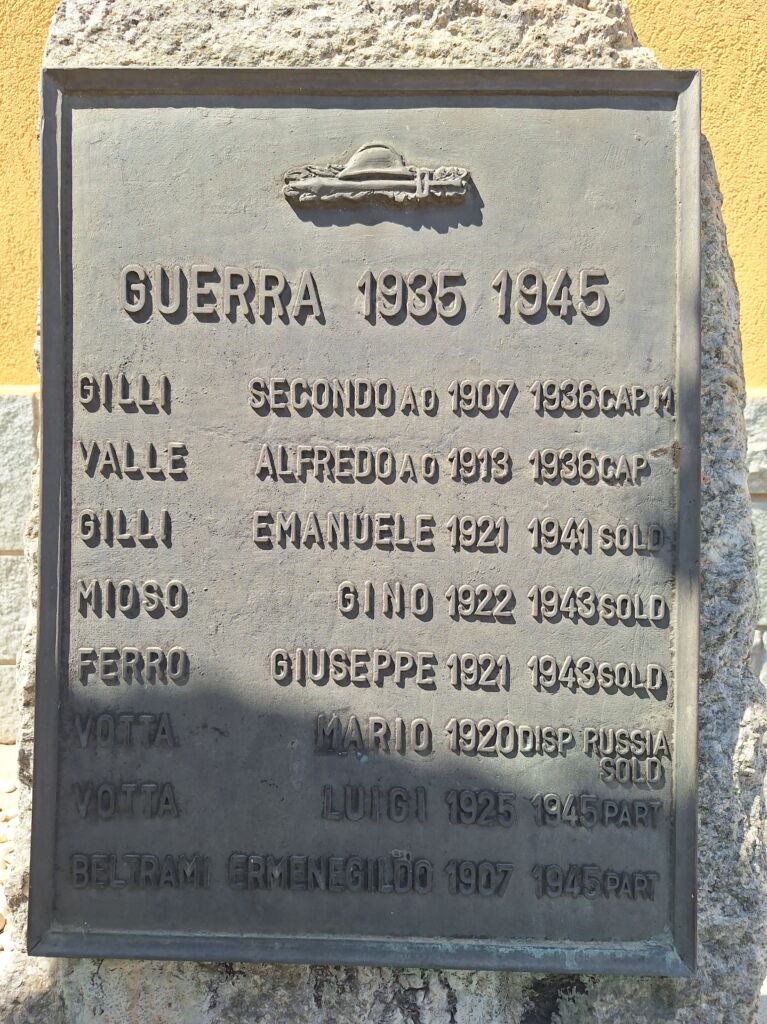 GUERRA 1935 1945
GILLI SECONDO AO 1907 1936 CAP M
VALLE ALFREDO AO 1913 1936 CAP
GILLI EMANUELE 1921 1941 SOLD
MIOSO GINO 1922 1943 SOLD
FERRO GIUSEPPE 1921 1943 SOLD
VOTTA MARIO 1920 DISP RUSSIA
SOLD
VOTTA LUIGI 1925 1945 PART
BELTRAMI ERMENEGILDO 1907 1945 PART